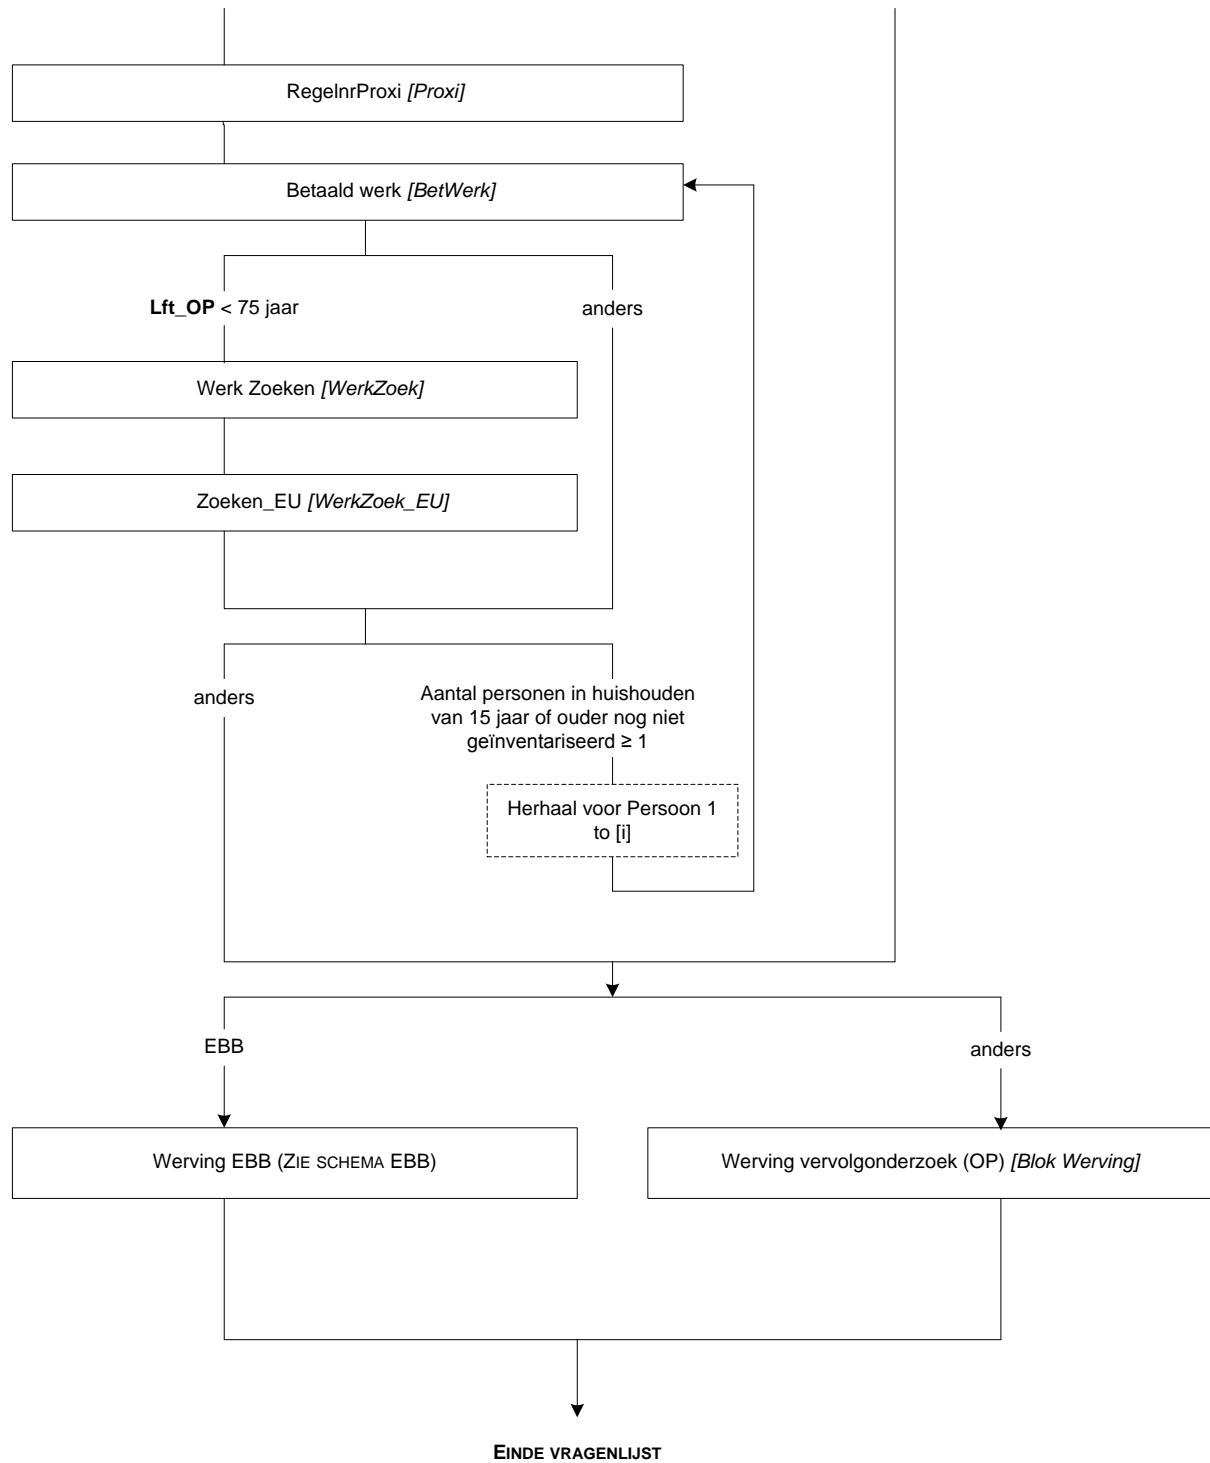 RegelnrProxi [Proxi]
Betaald werk [BetWerk]
Lft_OP < 75 jaar
anders
Werk Zoeken [WerkZoek]
Zoeken_EU [WerkZoek_EU]
anders
Aantal personen in huishouden
van 15 jaar of ouder nog niet
geïnventariseerd ≥ 1
Herhaal voor Persoon 1
to [i]
EBB
anders
Werving EBB (ZIE SCHEMA EBB)
Werving vervolgonderzoek (OP) [Blok Werving]
EINDE VRAGENLIJST